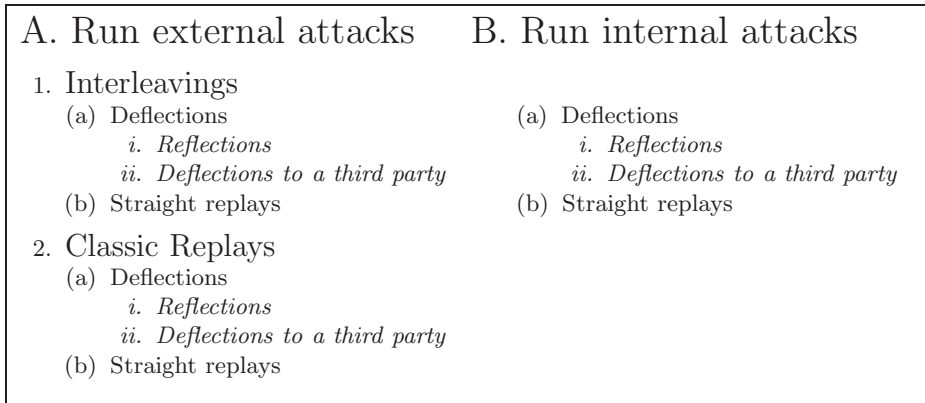 A. Run external attacks
1. Interleavings
(a) Deflections
i. Reflections
ii. Deflections to a third party
(b) Straight replays
2. Classic Replays
(a) Deflections
i. Reflections
ii. Deflections to a third party
(b) Straight replays
B. Run internal attacks
(a) Deflections
i. Reflections
ii. Deflections to a third party
(b) Straight replays